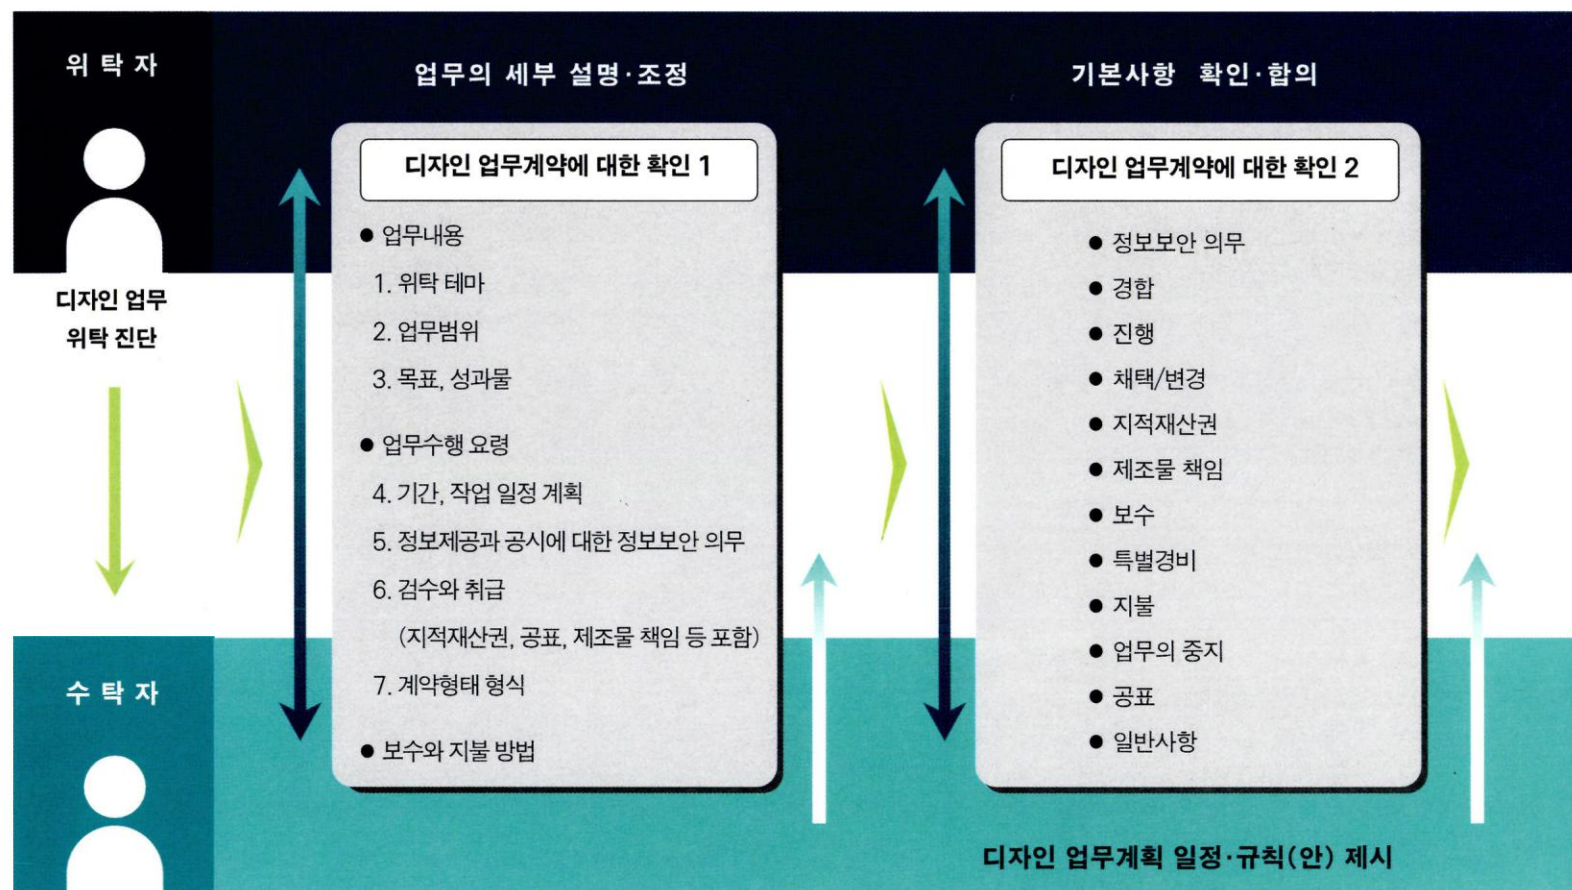 위탁자
디자인 업무
위탁 진단
수탁자
업무의 세부 설명·조정
디자인 업무계약에 대한 확인 1
● 업무내용
1. 위탁 테마
2. 업무범위
3. 목표, 성과물
● 업무수행 요령
4. 기간, 작업 일정 계획
5. 정보제공과 공시에 대한 정보보안 의무
6. 검수와 취급
(지적재산권, 공표, 제조물 책임 등 포함)
7. 계약형태 형식
● 보수와 지불 방법
기본사항 확인·합의
디자인 업무계약에 대한 확인 2
● 정보보안 의무
● 경합
● 진행
● 채택/변경
● 지적재산권
● 제조물 책임
● 보수
● 특별경비
● 지불
● 업무의 중지
● 공표
● 일반사항
디자인 업무계획 일정·규칙(안) 제시